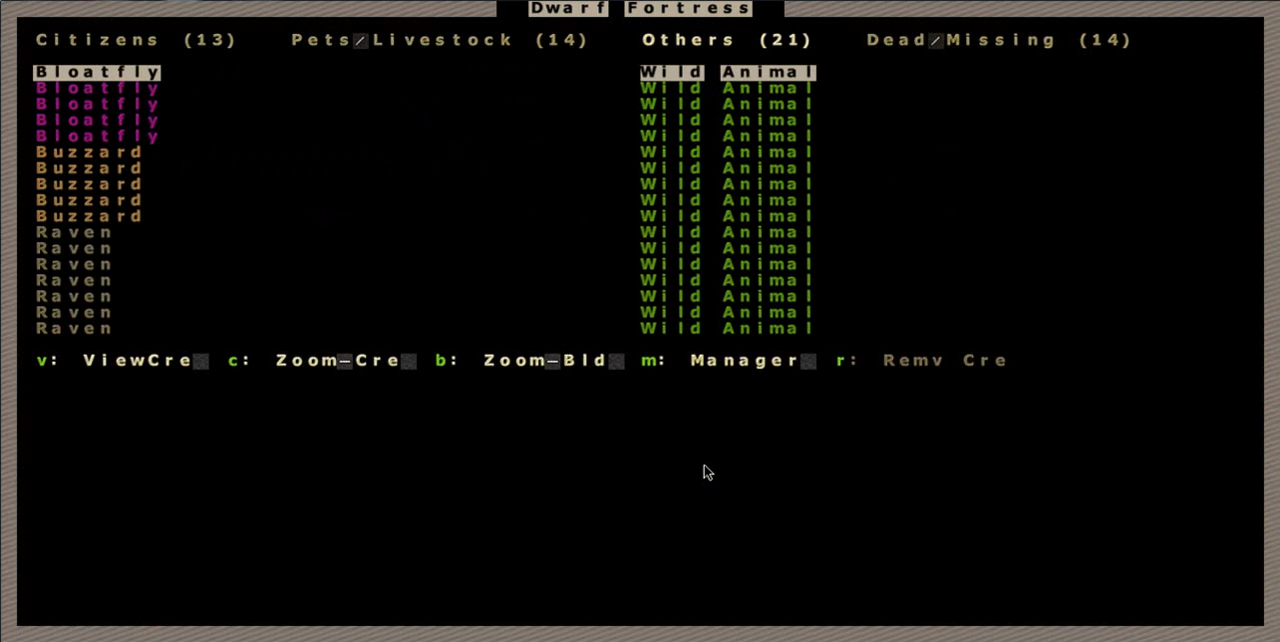 Dwarf Fortress
Citizens (13) Pets/Livestock (14) Others (21) Dead/Missing (14)
Bloatfly Wild Animal
Bloatfly Wild Animal
Bloatfly Wild Animal
Bloatfly Wild Animal
Bloatfly Wild Animal
Buzzard Wild Animal
Buzzard Wild Animal
Buzzard Wild Animal
Buzzard Wild Animal
Buzzard Wild Animal
Raven Wild Animal
Raven Wild Animal
Raven Wild Animal
Raven Wild Animal
Raven Wild Animal
Raven Wild Animal
Raven Wild Animal
v: ViewCre c: Zoom-Cre b: Zoom-Bld m: Manager r: Remv Cre